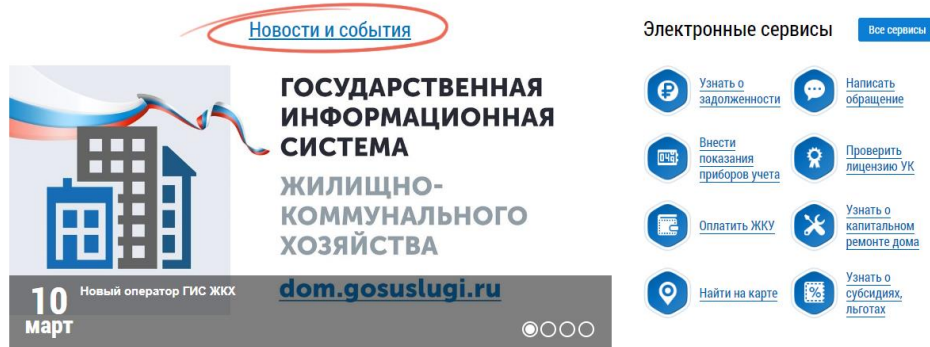 Новости и события
ГОСУДАРСТВЕННАЯ
ИНФОРМАЦИОННАЯ
СИСТЕМА
ЖИЛИЩНО-
КОММУНАЛЬНОГО
ХОЗЯЙСТВА
dom.gosuslugi.ru
10
март
Новый оператор ГИС ЖКХ
Электронные сервисы
Все сервисы
Узнать о
задолженности
Написать
обращение
Внести
показания
приборов учета
Проверить
лицензию УК
Оплатить ЖКУ
Узнать о
капитальном
ремонте дома
Найти на карте
Узнать о
субсидиях,
льготах